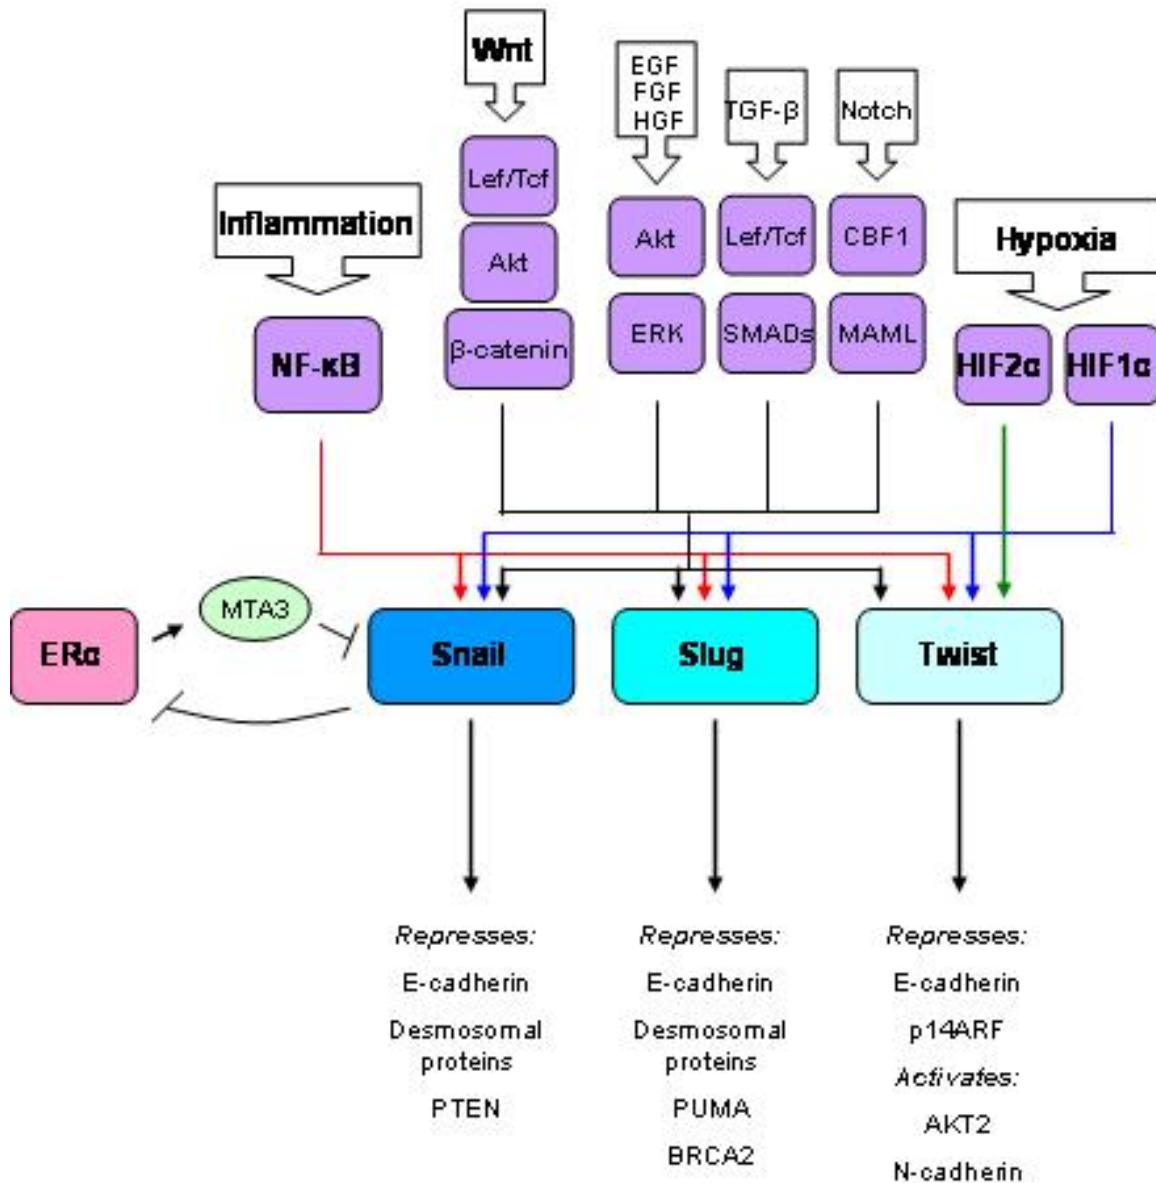 Wnt
EGF
FGF
HGF
TGF-β
Notch
Lef/Tcf
Inflammation
Akt
Lef/Tcf
CBF1
Hypoxia
Akt
β-catenin
ERK
SMADs
MAML
NF-κB
HIF2α
HIF1α
MTA3
ERα
Snail
Slug
Twist
Represses:
E-cadherin
Desmosomal
proteins
PTEN
Represses:
E-cadherin
Desmosomal
proteins
PUMA
BRCA2
Represses:
E-cadherin
p14ARF
Activates:
AKT2
N-cadherin